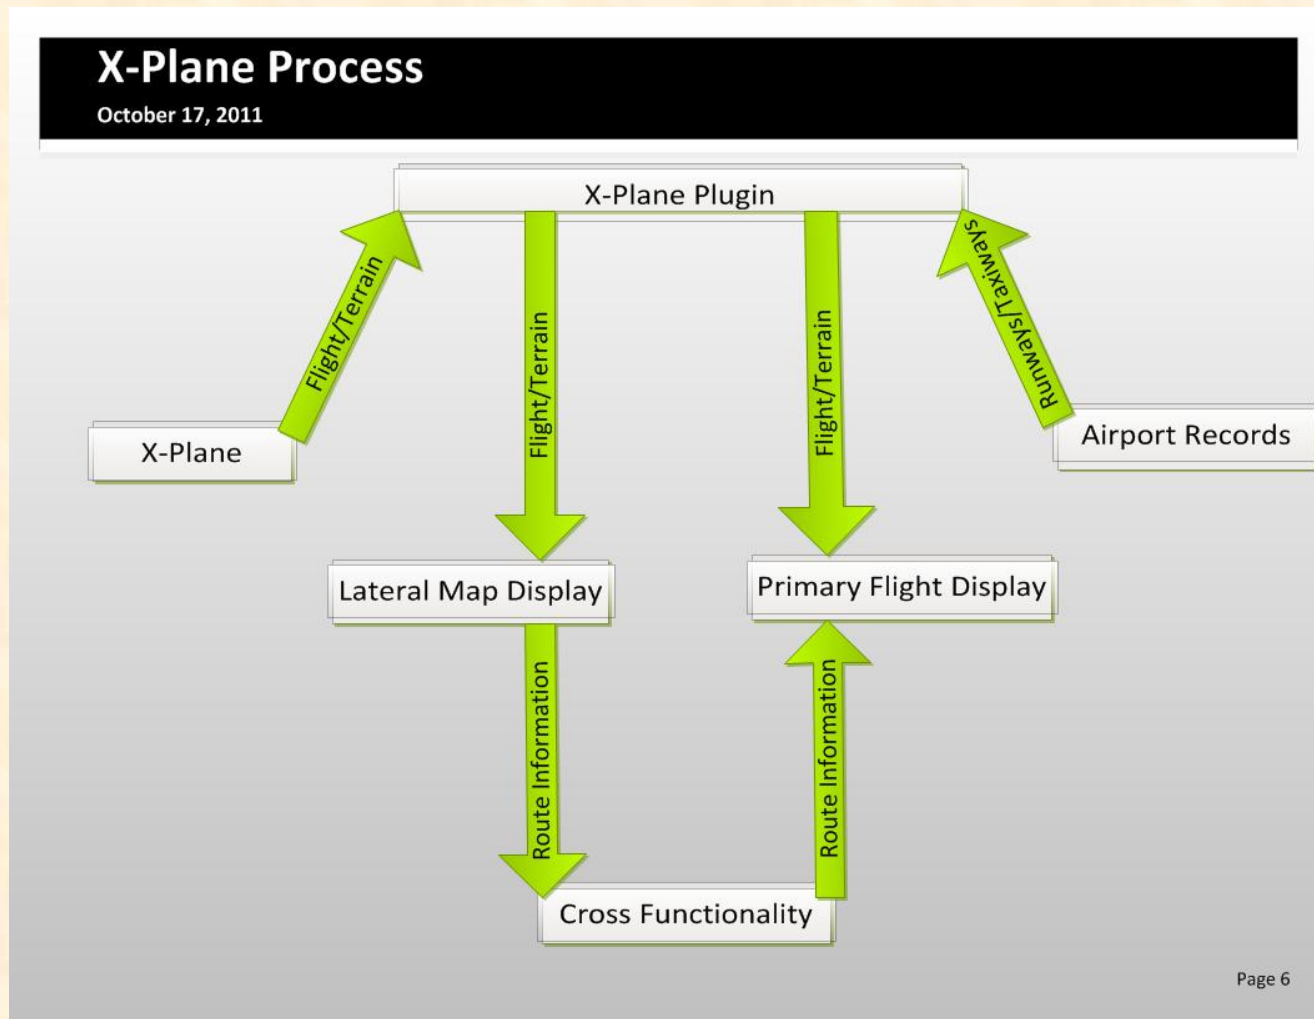 X-Plane Process
October 17, 2011
X-Plane Plugin
Flight/Terrain
Flight/Terrain
Flight/Terrain
Runways/Taxiways
X-Plane
Airport Records
Lateral Map Display
Primary Flight Display
Route Information
Route Information
Cross Functionality
Page 6